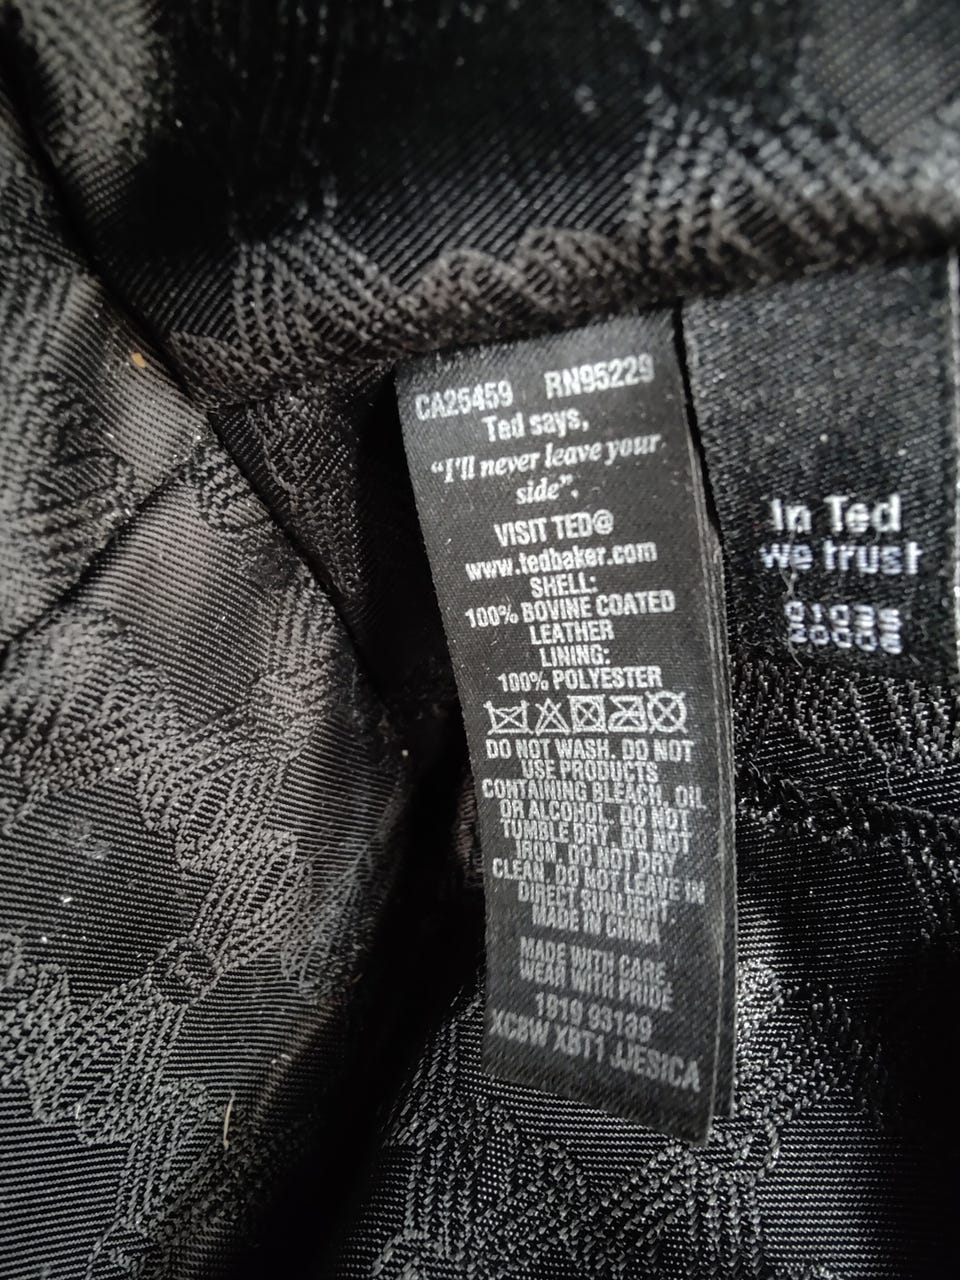 CA25459 RN95229
Ted says,
“I'll never leave your
side”.
VISIT TED@
www.tedbaker.com
SHELL:
100% BOVINE COATED
LEATHER
LINING:
100% POLYESTER
DO NOT WASH. DO NOT
USE PRODUCTS
CONTAINING BLEACH, OIL
OR ALCOHOL. DO NOT
TUMBLE DRY. DO NOT
IRON. DO NOT DRY
CLEAN. DO NOT LEAVE IN
DIRECT SUNLIGHT.
MADE IN CHINA
MADE WITH CARE,
WEAR WITH PRIDE
1919 93139
XC8W XBT1 JJESICA
In Ted
we trust